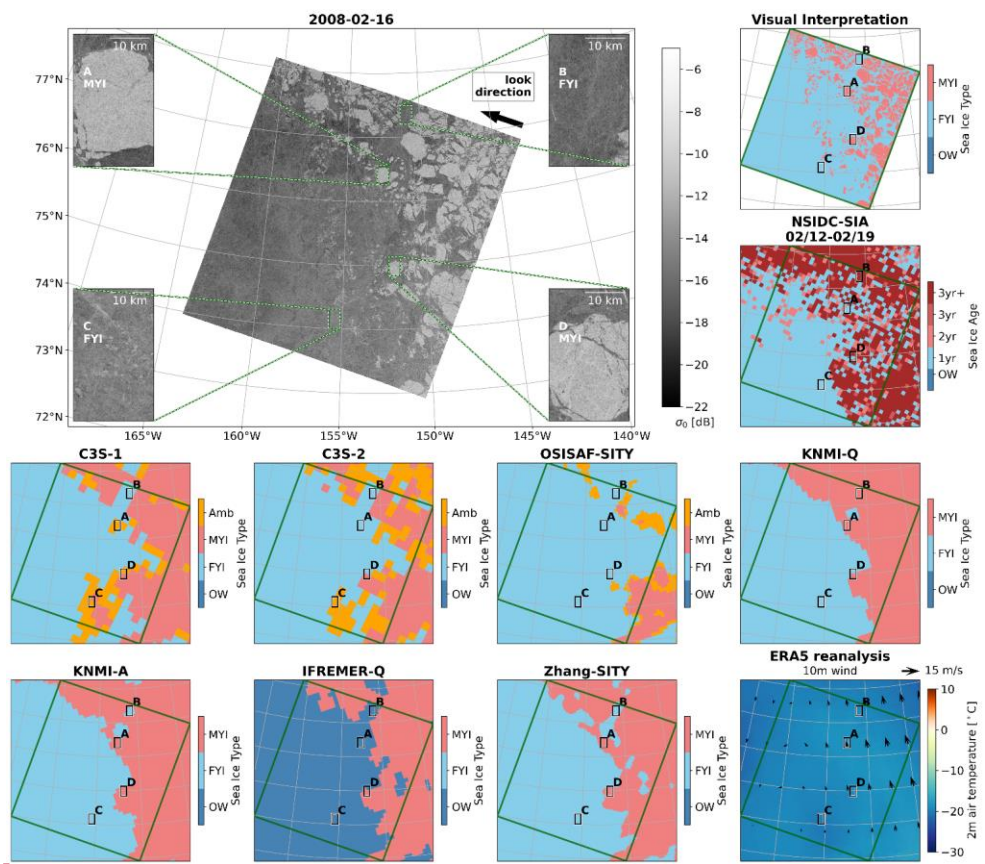 2008-02-16
10 km
A
MYI
10 km
B
FYI
look
direction
10 km
C
FYI
10 km
D
MYI
77°N
76°N
75°N
74°N
73°N
72°N
165°W
160°W
155°W
150°W
145°W
140°W
−6
−8
−10
−12
−14
−16
−18
−20
−22
σ0 [dB]
Visual Interpretation
B
A
D
C
MYI
FYI
OW
Sea Ice Type
NSIDC-SIA
02/12-02/19
B
A
D
C
3yr+
3yr
2yr
1yr
OW
Sea Ice Age
C3S-1
B
A
D
C
Amb
MYI
FYI
OW
Sea Ice Type
C3S-2
B
A
D
C
Amb
MYI
FYI
OW
Sea Ice Type
OSISAF-SITY
B
A
D
C
Amb
MYI
FYI
OW
Sea Ice Type
KNMI-Q
B
A
D
C
MYI
FYI
OW
Sea Ice Type
KNMI-A
B
A
D
C
MYI
FYI
OW
Sea Ice Type
IFREMER-Q
B
A
D
C
MYI
FYI
OW
Sea Ice Type
Zhang-SITY
B
A
D
C
MYI
FYI
OW
Sea Ice Type
ERA5 reanalysis
10m wind
15 m/s
B
A
D
C
10
0
−10
−20
−30
2m air temperature [°C]